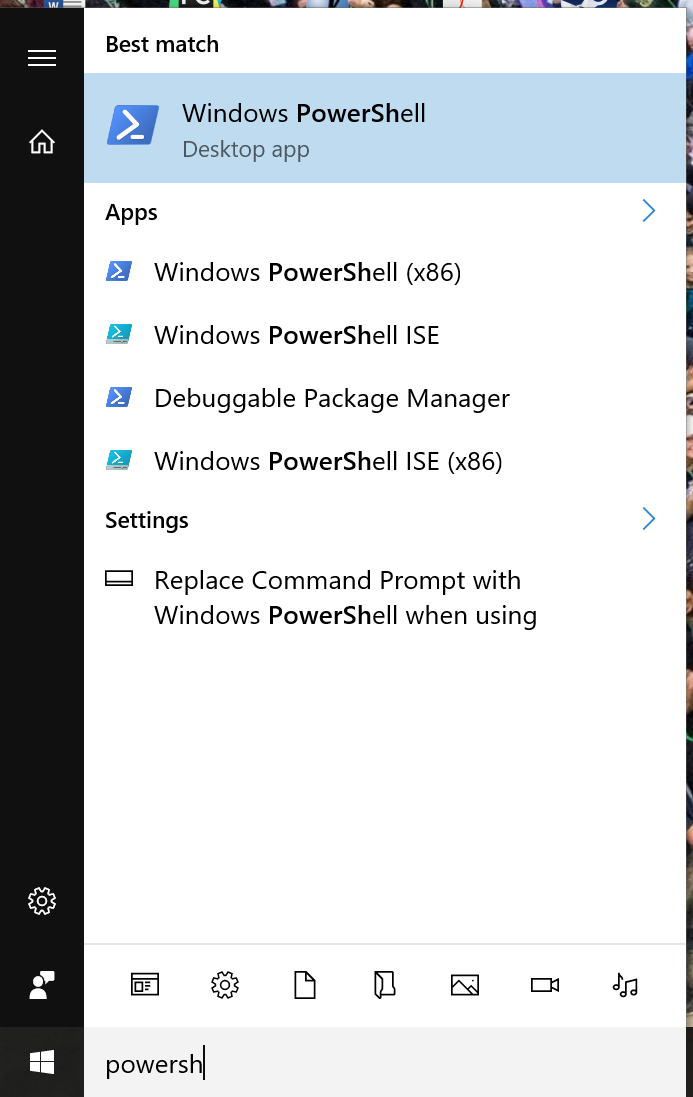 Best match
Windows PowerShell
Desktop app
Apps
Windows PowerShell (x86)
Windows PowerShell ISE
Debuggable Package Manager
Windows PowerShell ISE (x86)
Settings
Replace Command Prompt with
Windows PowerShell when using
powersh